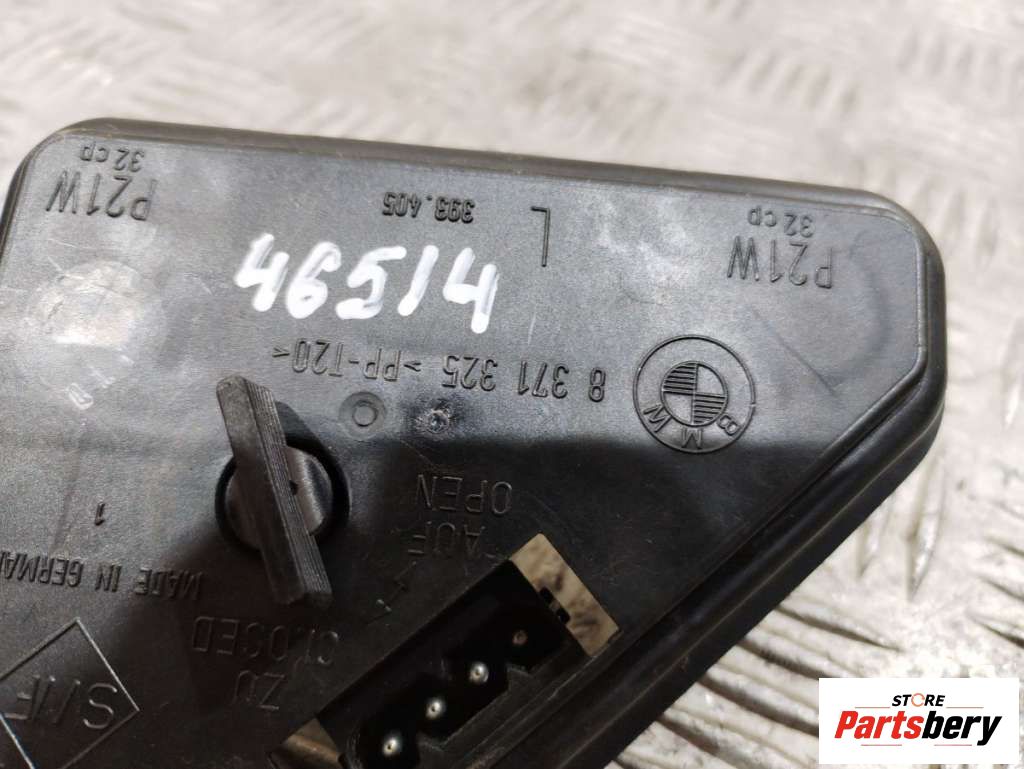 P21W
32 cp
393.405
L
P21W
32 cp
46514
8 371 325 >PP-T20<
BMW
AUF
OPEN
1
MADE IN GERMAN
ZU
CLOSED
S/F
STORE
Partsbery